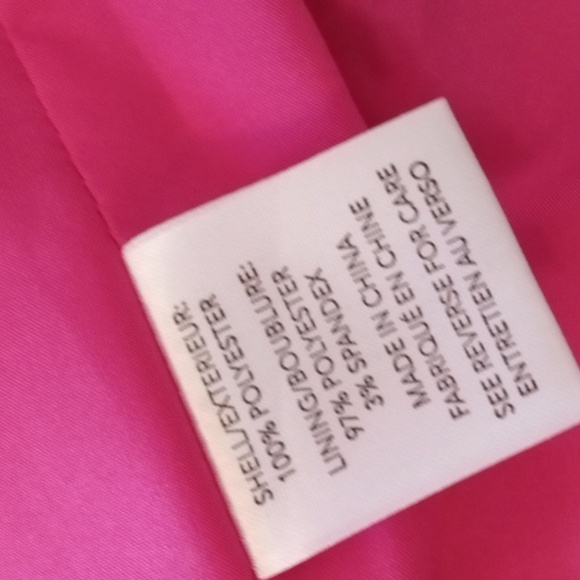 SHELL/EXTERIEUR:
100% POLYESTER
LINING/BOUBLURE:
97% POLYESTER
3% SPANDEX
MADE IN CHINA
FABRIQUÉ EN CHINE
SEE REVERSE FOR CARE
ENTRETIEN AU VERSO